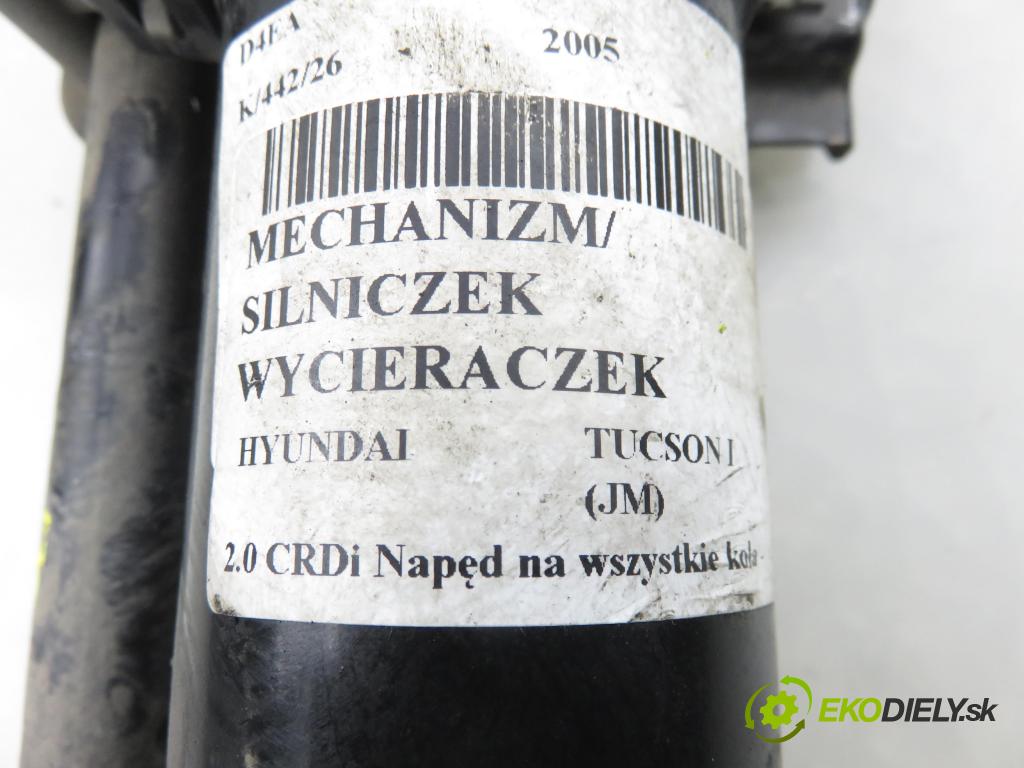 D4EA 2005
K/442/26
MECHANIZM/
SILNICZEK
WYCIERACZEK
HYUNDAI TUCSON I
(JM)
2.0 CRDi Napęd na wszystkie koła
EKODIELY.sk